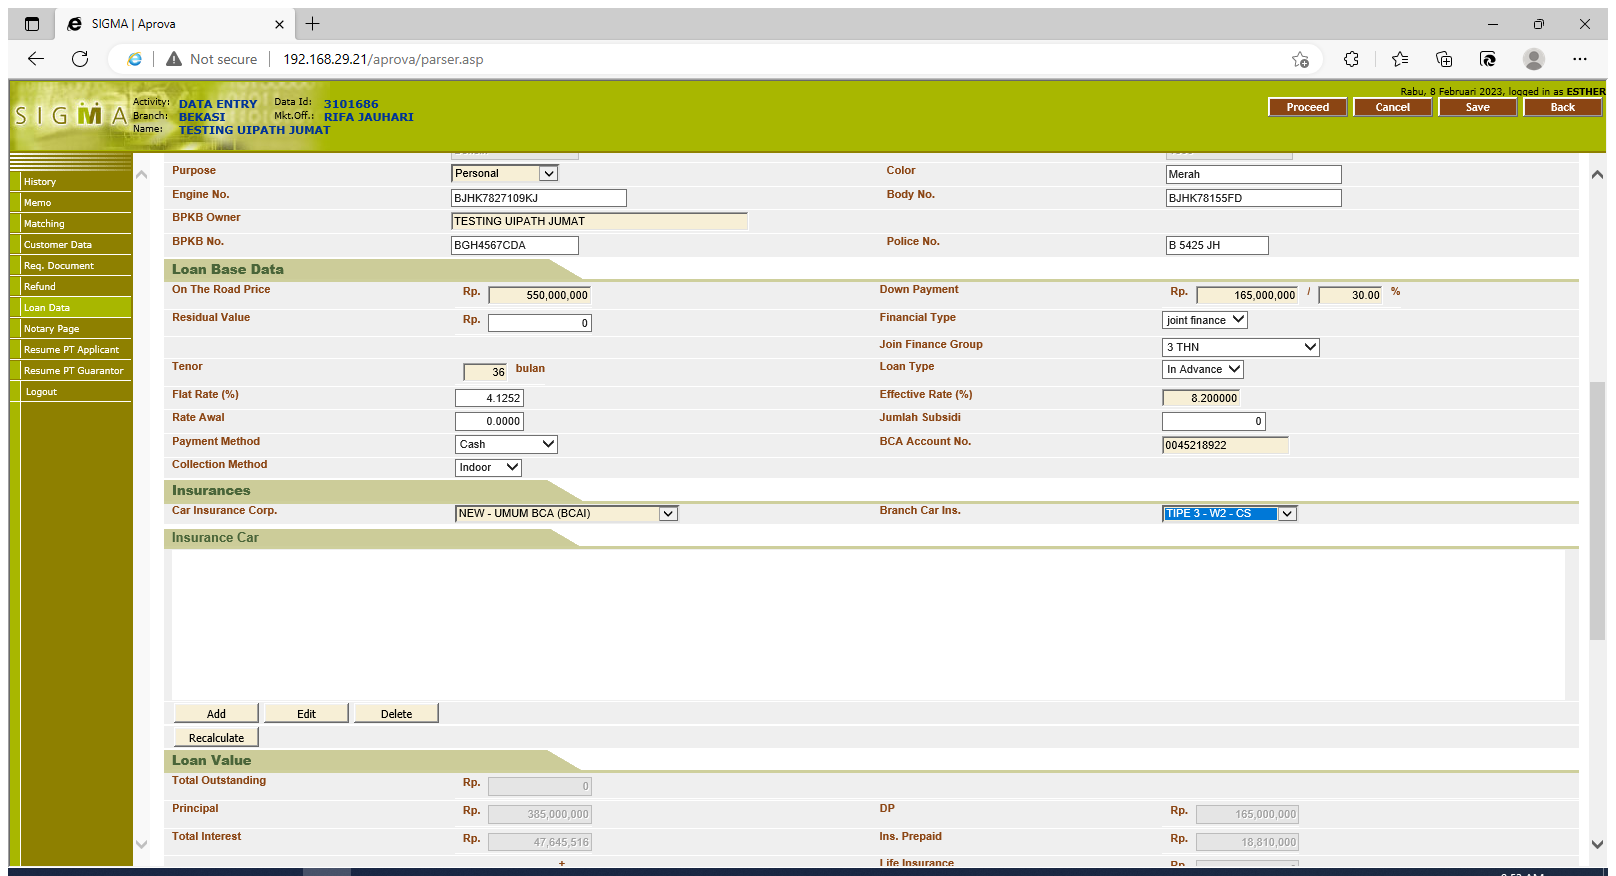 SIGMA | Aprova
Not secure 192.168.29.21/aprova/parser.asp
Rabu, 8 Februari 2023, logged in as ESTHER
SIGMA
Activity: DATA ENTRY Data Id: 3101686
Branch: BEKASI Mkt.Off.: RIFA JAUHARI
Name: TESTING UIPATH JUMAT
Proceed Cancel Save Back
History
Memo
Matching
Customer Data
Req. Document
Refund
Loan Data
Notary Page
Resume PT Applicant
Resume PT Guarantor
Logout
Purpose Personal Color Merah
Engine No. BJHK7827109KJ Body No. BJHK78155FD
BPKB Owner TESTING UIPATH JUMAT
BPKB No. BGH4567CDA Police No. B 5425 JH
Loan Base Data
On The Road Price Rp. 550,000,000 Down Payment Rp. 165,000,000 / 30.00 %
Residual Value Rp. 0 Financial Type joint finance
Join Finance Group 3 THN
Tenor 36 bulan Loan Type In Advance
Flat Rate (%) 4.1252 Effective Rate (%) 8.200000
Rate Awal 0.0000 Jumlah Subsidi 0
Payment Method Cash BCA Account No. 0045218922
Collection Method Indoor
Insurances
Car Insurance Corp. NEW - UMUM BCA (BCAI) Branch Car Ins. TIPE 3 - W2 - CS
Insurance Car
Add Edit Delete
Recalculate
Loan Value
Total Outstanding Rp. 0
Principal Rp. 385,000,000 DP Rp. 165,000,000
Total Interest Rp. 47,645,516 Ins. Prepaid Rp. 18,810,000
+ Life Insurance Rp.